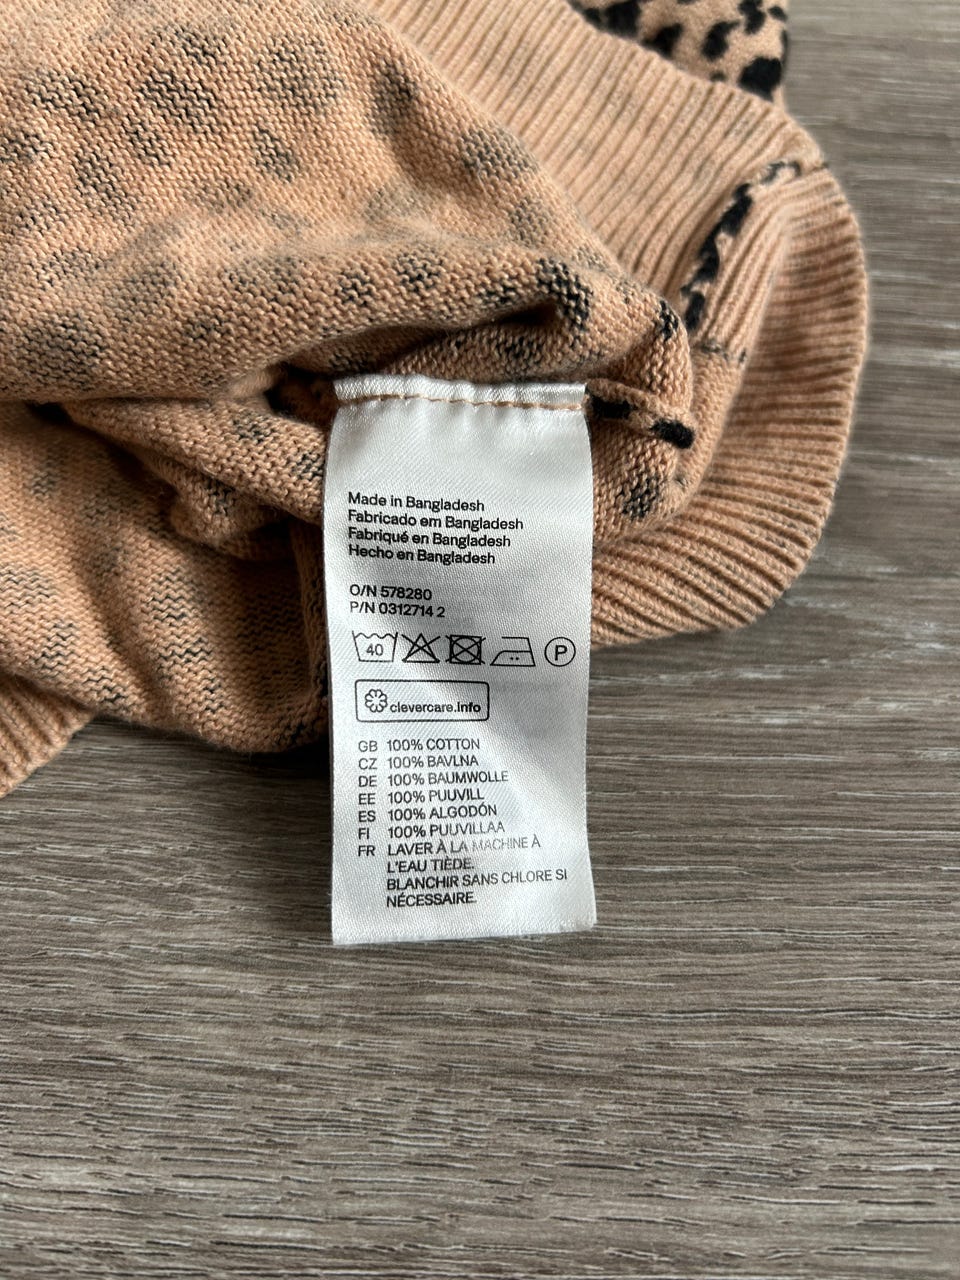 Made in Bangladesh
Fabricado em Bangladesh
Fabriqué en Bangladesh
Hecho en Bangladesh
O/N 578280
P/N 0312714 2
40 P
clevercare.info
GB 100% COTTON
CZ 100% BAVLNA
DE 100% BAUMWOLLE
EE 100% PUUVILL
ES 100% ALGODÓN
FI 100% PUUVILLAA
FR LAVER À LA MACHINE À
L'EAU TIÈDE.
BLANCHIR SANS CHLORE SI
NÉCESSAIRE.